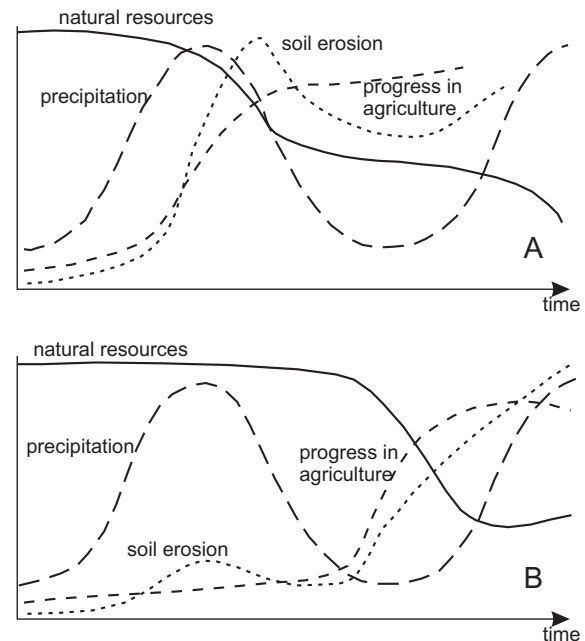 natural resources
soil erosion
precipitation
progress in
agriculture
A
time
natural resources
precipitation
progress in
agriculture
soil erosion
B
time